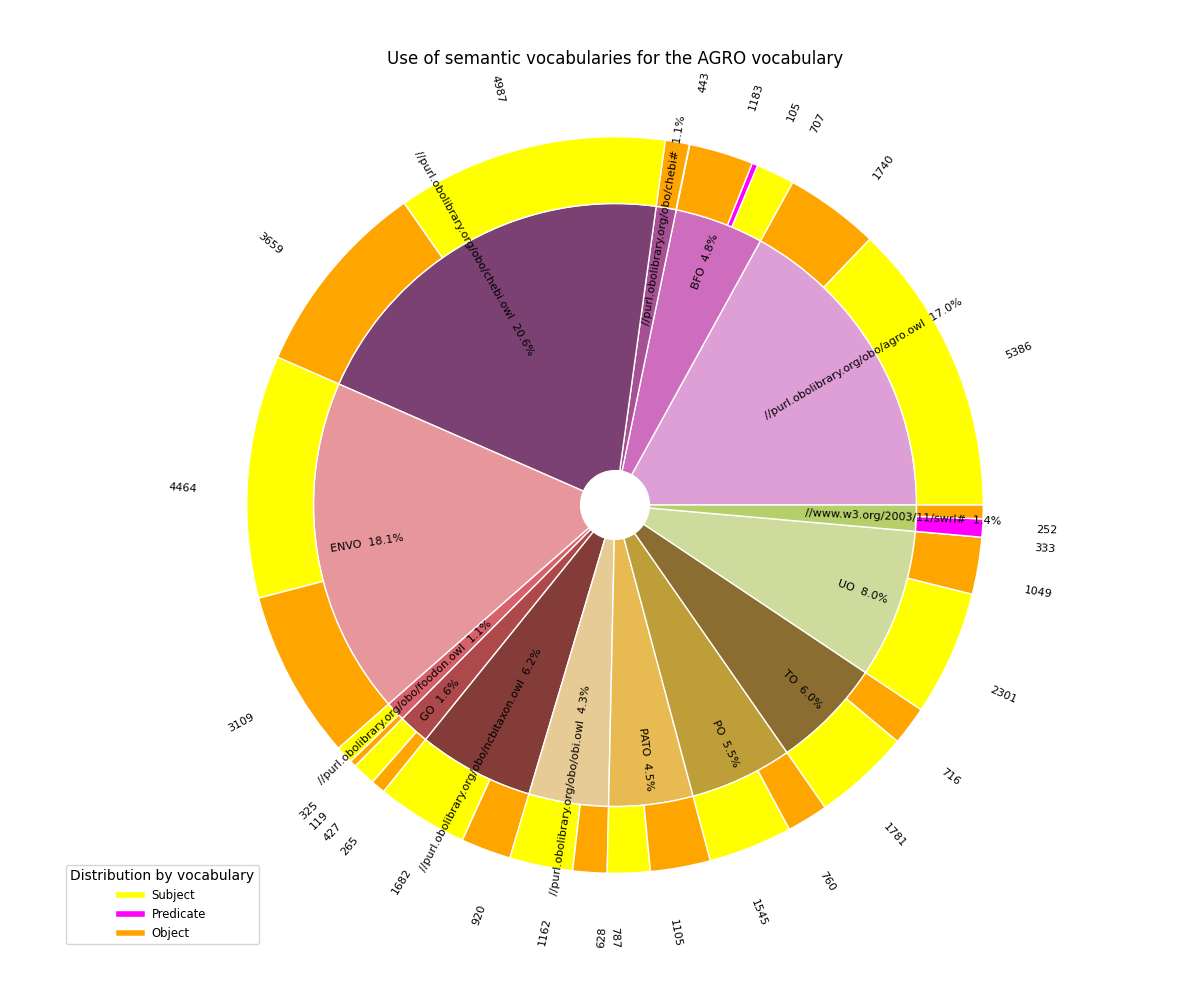 Use of semantic vocabularies for the AGRO vocabulary
4987
443
1183
105
707
1740
5386
3659
4464
3109
325
119
427
265
1682
920
1162
829
787
1105
1545
760
1781
716
2301
1049
333
252
//purl.obolibrary.org/obo/agro.owl 17.0%
BFO 4.8%
//purl.obolibrary.org/obo/chebi# 1.1%
//purl.obolibrary.org/obo/chebi.owl 20.6%
ENVO 18.1%
//purl.obolibrary.org/obo/foodon.owl 1.1%
GO 1.6%
//purl.obolibrary.org/obo/ncbitaxon.owl 6.2%
//purl.obolibrary.org/obo/obi.owl 4.3%
PATO 4.5%
PO 5.5%
TO 6.0%
UO 8.0%
//www.w3.org/2003/11/swrl# 1.4%
Distribution by vocabulary
Subject
Predicate
Object